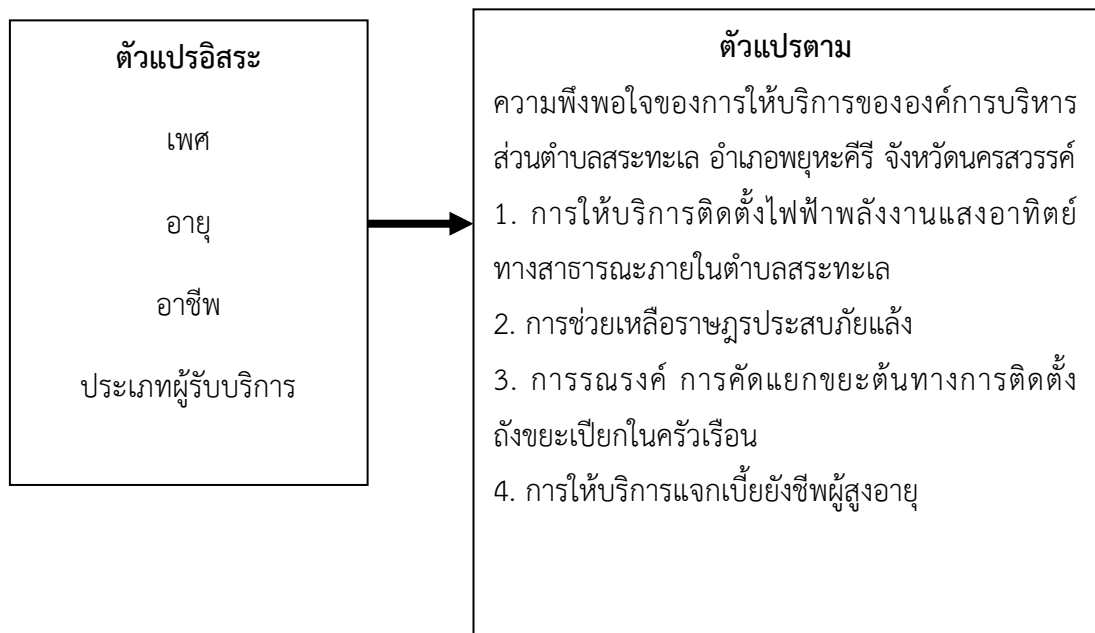 ตัวแปรอิสระ
เพศ
อายุ
อาชีพ
ประเภทผู้รับบริการ
ตัวแปรตาม
ความพึงพอใจของการให้บริการขององค์การบริหาร
ส่วนตำบลสระทะเล อำเภอพยุหะคีรี จังหวัดนครสวรรค์
1. การให้บริการติดตั้งไฟฟ้าพลังงานแสงอาทิตย์
ทางสาธารณะภายในตำบลสระทะเล
2. การช่วยเหลือราษฎรประสบภัยแล้ง
3. การรณรงค์ การคัดแยกขยะต้นทางการติดตั้ง
ถังขยะเปียกในครัวเรือน
4. การให้บริการแจกเบี้ยยังชีพผู้สูงอายุ